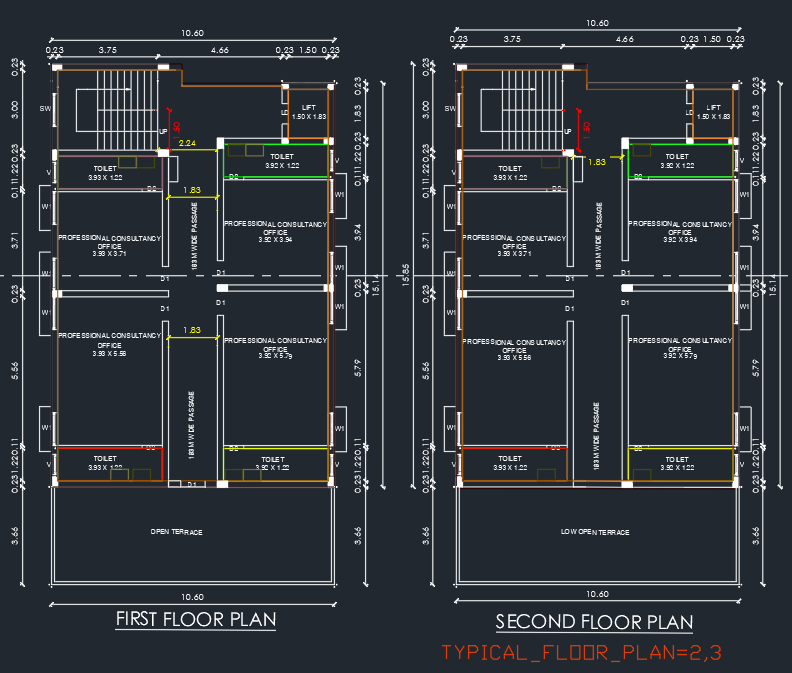 10.60
0.23 3.75 4.66 0.23 1.50 0.23
0.23
3.00
0.23
1.22
0.11
3.71
0.23
5.56
0.11
1.22
0.23
3.66
SW
V
W1
W1
W1
W1
V
UP
1.50
2.24
LD
LIFT
1.50 X 1.83
TOILET
3.93 X 1.22
D2
TOILET
3.92 X 1.22
D2
1.83
1.83 M WIDE PASSAGE
PROFESSIONAL CONSULTANCY
OFFICE
3.93 X 3.71
PROFESSIONAL CONSULTANCY
OFFICE
3.92 X 3.94
D1
D1
D1
1.83
PROFESSIONAL CONSULTANCY
OFFICE
3.93 X 5.56
PROFESSIONAL CONSULTANCY
OFFICE
3.92 X 5.79
1.83 M WIDE PASSAGE
D2
D2
TOILET
3.93 X 1.22
TOILET
3.92 X 1.22
D1
V
W1
W1
W1
W1
V
0.23
1.83
0.23
1.22
0.11
3.94
0.23
5.79
0.11
1.22
0.23
3.66
15.14
15.85
OPEN TERRACE
10.60
FIRST FLOOR PLAN
10.60
0.23 3.75 4.66 0.23 1.50 0.23
0.23
3.00
0.23
1.22
0.11
3.71
0.23
5.56
0.11
1.22
0.23
3.66
UP
1.50
1.83
LD
LIFT
1.50 X 1.83
TOILET
3.93 X 1.22
D2
TOILET
3.92 X 1.22
D2
1.83 M WIDE PASSAGE
PROFESSIONAL CONSULTANCY
OFFICE
3.93 X 3.71
PROFESSIONAL CONSULTANCY
OFFICE
3.92 X 3.94
D1
D1
D1
PROFESSIONAL CONSULTANCY
OFFICE
3.93 X 5.56
PROFESSIONAL CONSULTANCY
OFFICE
3.92 X 5.79
1.83 M WIDE PASSAGE
D2
D2
TOILET
3.93 X 1.22
TOILET
3.92 X 1.22
V
W1
W1
W1
W1
V
0.23
1.83
0.23
1.22
0.11
3.94
0.23
5.79
0.11
1.22
0.23
3.66
15.14
LOW OPEN TERRACE
10.60
SECOND FLOOR PLAN
TYPICAL_FLOOR_PLAN=2,3